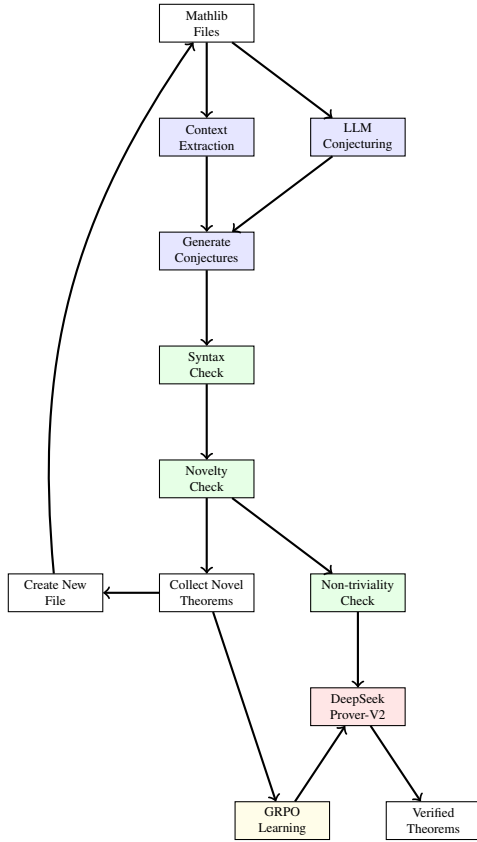 Mathlib
Files
Context
Extraction
LLM
Conjecturing
Generate
Conjectures
Syntax
Check
Novelty
Check
Create New
File
Collect Novel
Theorems
Non-triviality
Check
DeepSeek
Prover-V2
GRPO
Learning
Verified
Theorems